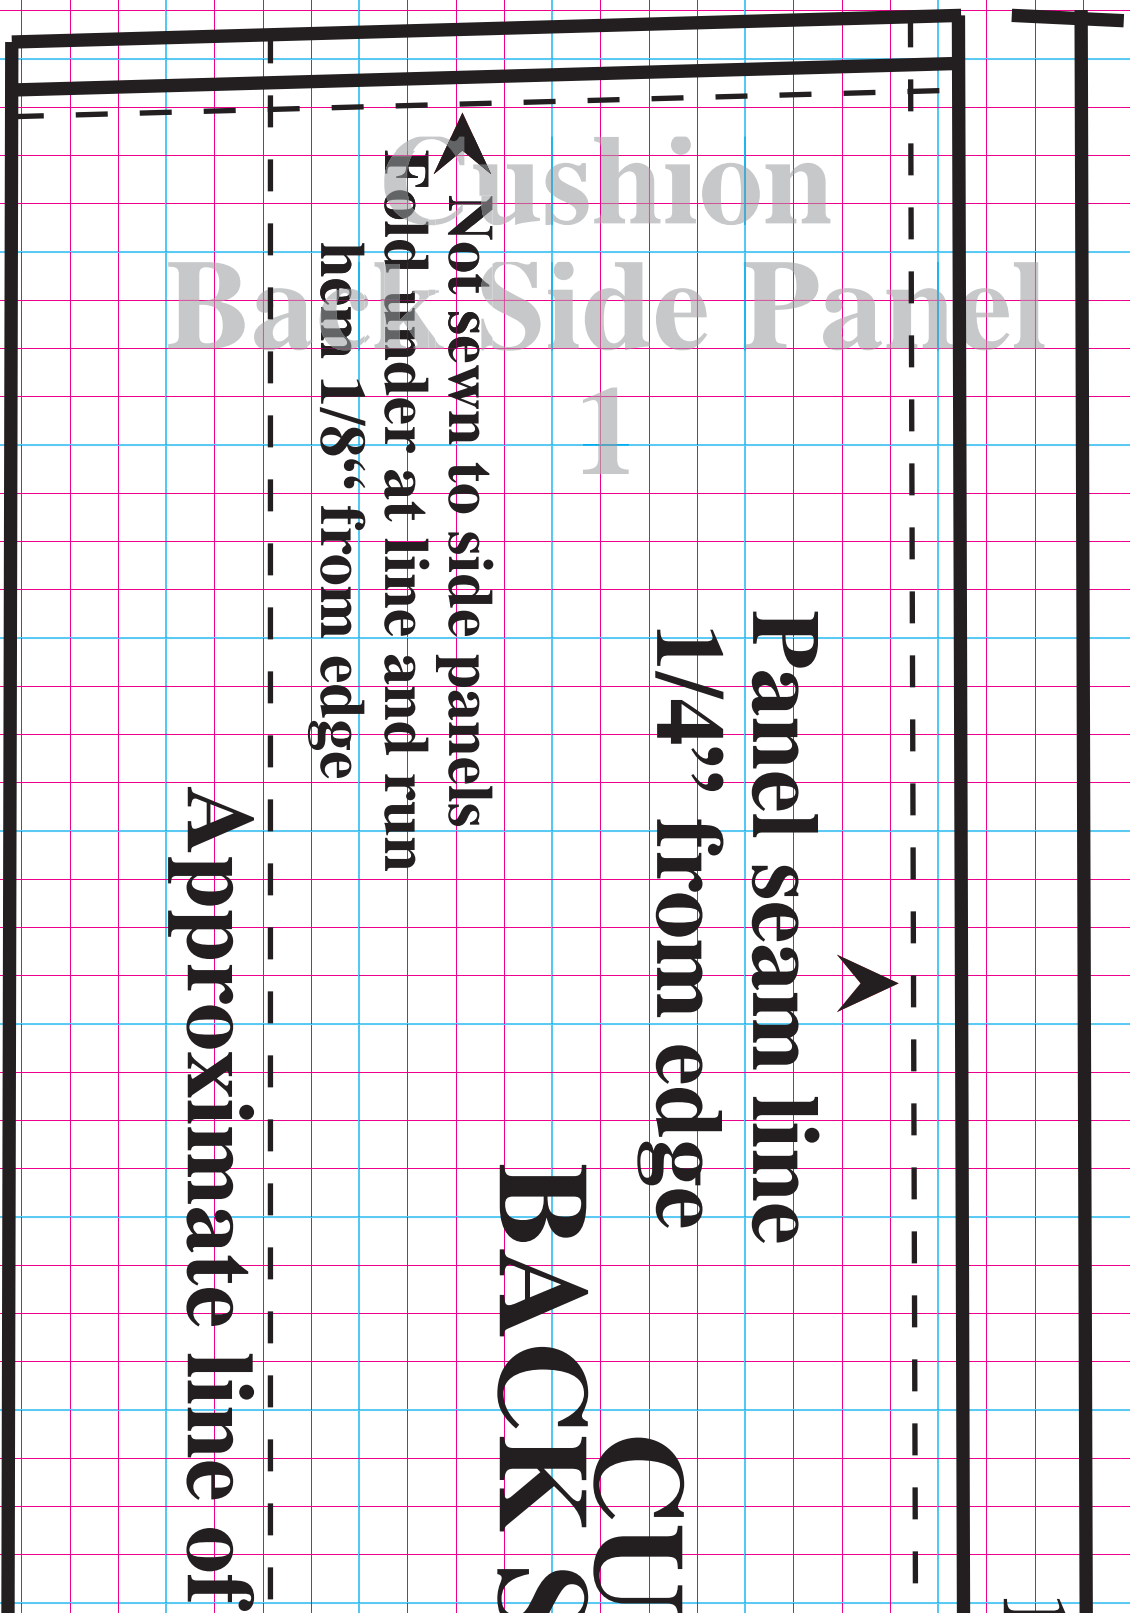 Cushion
Back Side Panel
1
Panel seam line
1/4” from edge
Not sewn to side panels
Fold under at line and run
hem 1/8“ from edge
CU
BACK S
Approximate line of